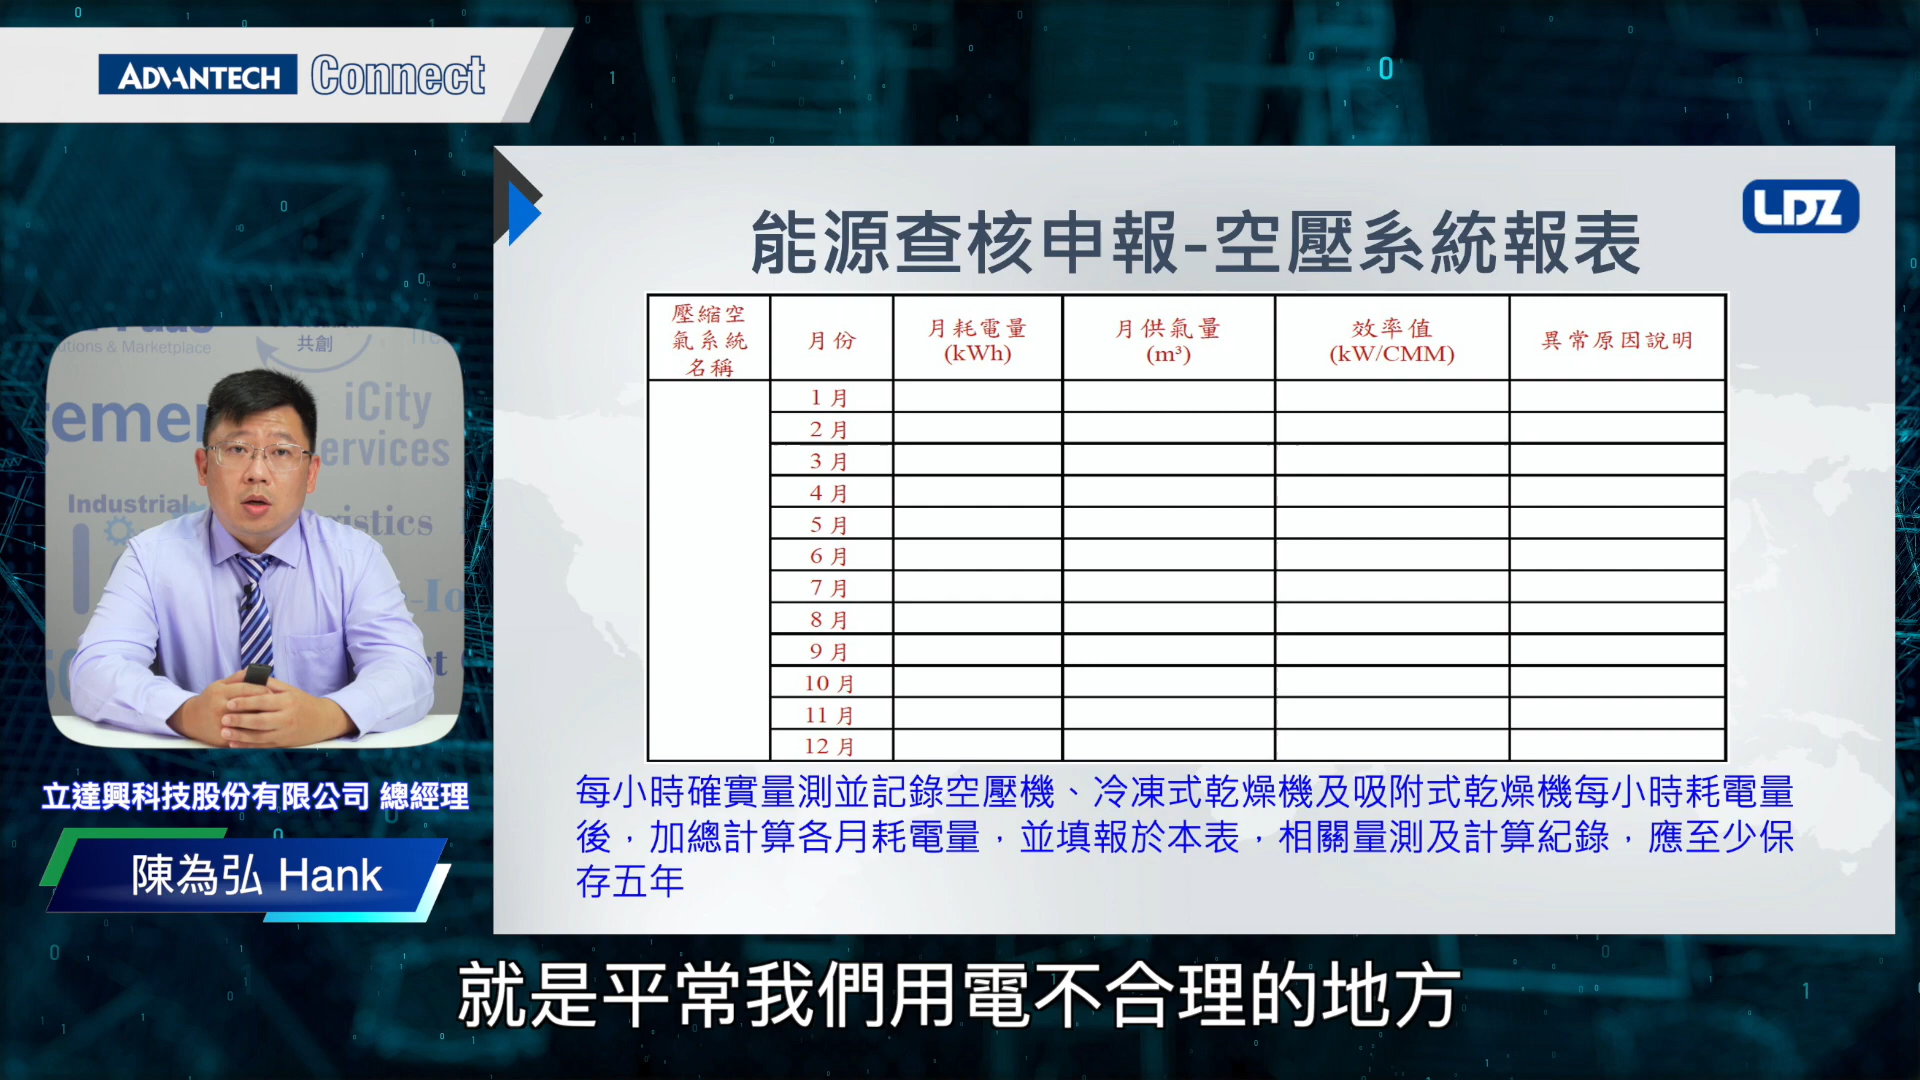 ADVANTECH Connect
LDZ
能源查核申報-空壓系統報表
壓縮空氣系統名稱 月份 月耗電量(kWh) 月供氣量(m³) 效率值(kW/CMM) 異常原因說明
1月
2月
3月
4月
5月
6月
7月
8月
9月
10月
11月
12月
每小時確實量測並記錄空壓機、冷凍式乾燥機及吸附式乾燥機每小時耗電量
後，加總計算各月耗電量，並填報於本表，相關量測及計算紀錄，應至少保
存五年
共創
iCity
Services
Industrial
立達興科技股份有限公司 總經理
陳為弘 Hank
就是平常我們用電不合理的地方